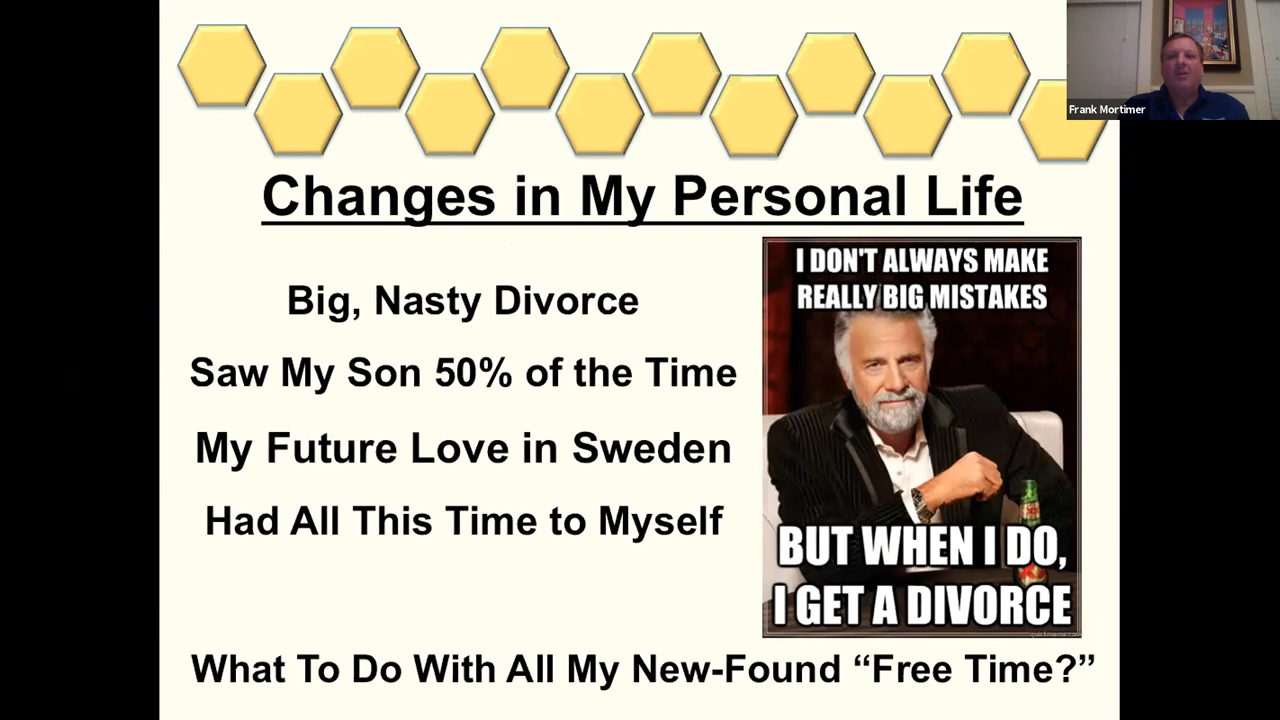 Frank Mortimer
Changes in My Personal Life
Big, Nasty Divorce
Saw My Son 50% of the Time
My Future Love in Sweden
Had All This Time to Myself
I DON'T ALWAYS MAKE
REALLY BIG MISTAKES
BUT WHEN I DO,
I GET A DIVORCE
What To Do With All My New-Found “Free Time?”